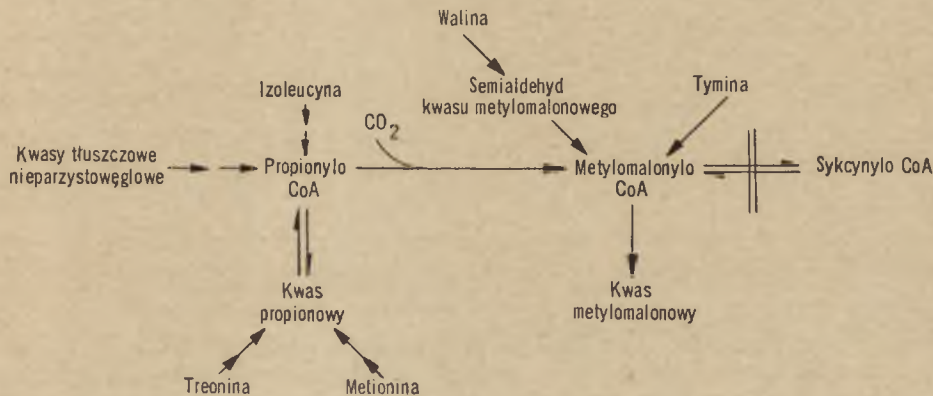 Walina
Semialdehyd
kwasu metylomalonowego
Tymina
Izoleucyna
CO2
Kwasy tłuszczowe
nieparzystowęglowe
Propionylo
CoA
Metylomalonylo
CoA
Sykcynylo CoA
Kwas
propionowy
Kwas
metylomalonowy
Treonina
Metionina